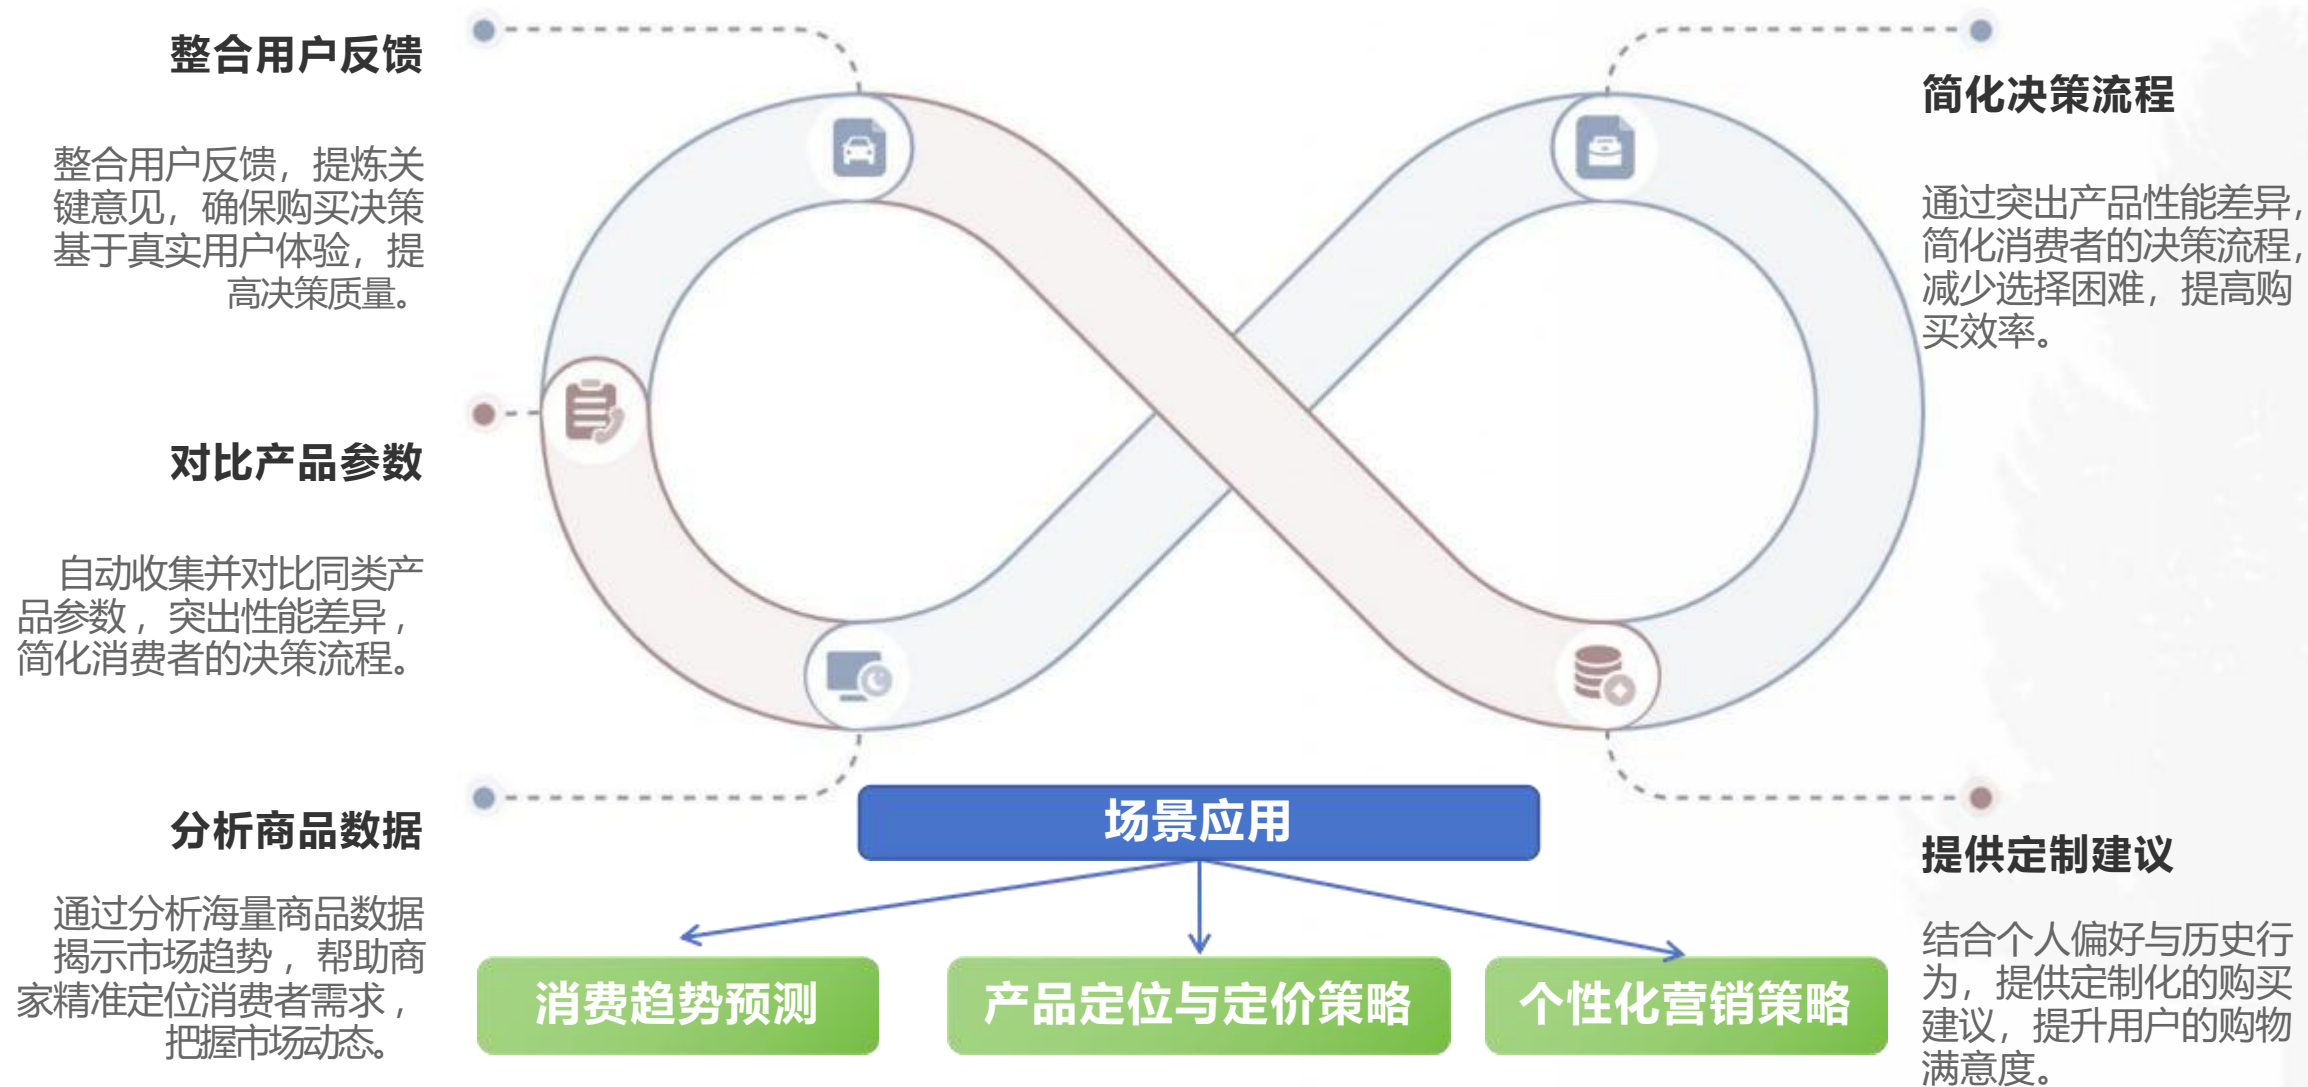 整合用户反馈
整合用户反馈，提炼关
键意见，确保购买决策
基于真实用户体验，提
高决策质量。
对比产品参数
自动收集并对比同类产
品参数，突出性能差异，
简化消费者的决策流程。
分析商品数据
通过分析海量商品数据
揭示市场趋势，帮助商
家精准定位消费者需求，
把握市场动态。
简化决策流程
通过突出产品性能差异，
简化消费者的决策流程，
减少选择困难，提高购
买效率。
提供定制建议
结合个人偏好与历史行
为，提供定制化的购买
建议，提升用户的购物
满意度。
场景应用
消费趋势预测
产品定位与定价策略
个性化营销策略